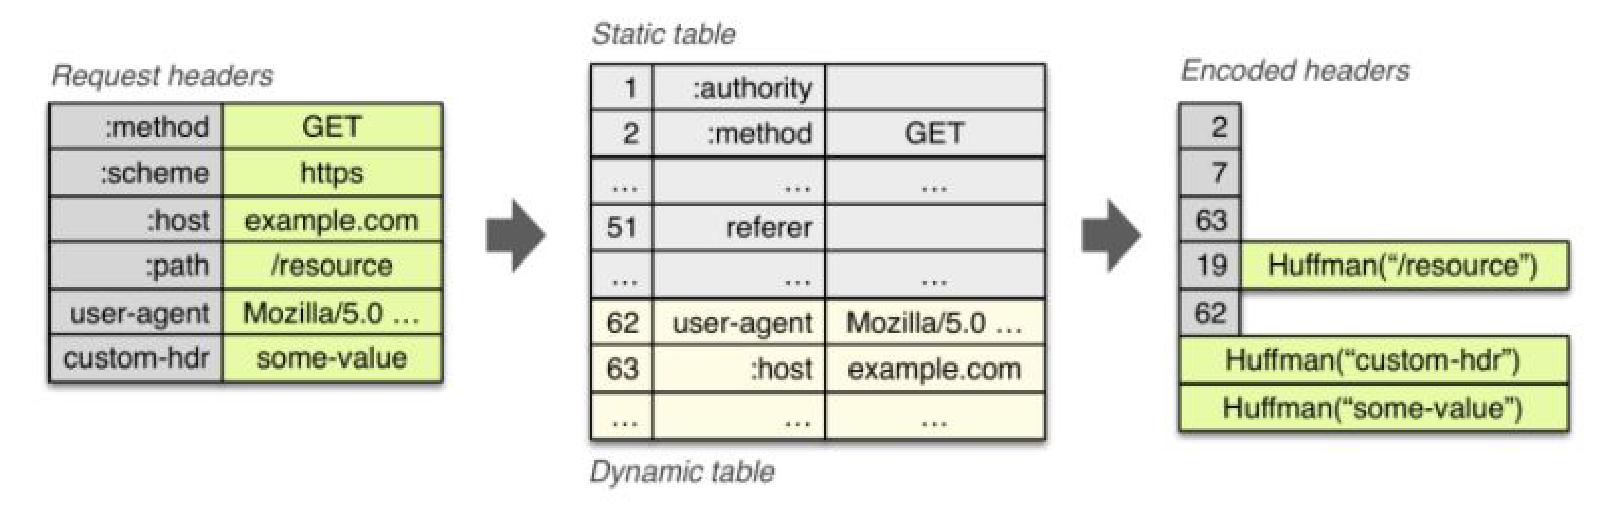 Request headers
:method GET
:scheme https
:host example.com
:path /resource
user-agent Mozilla/5.0 ...
custom-hdr some-value
Static table
1 :authority
2 :method GET
... ... ...
51 referer
... ... ...
62 user-agent Mozilla/5.0 ...
63 :host example.com
... ... ...
Dynamic table
Encoded headers
2
7
63
19 Huffman(“/resource”)
62
Huffman(“custom-hdr”)
Huffman(“some-value”)